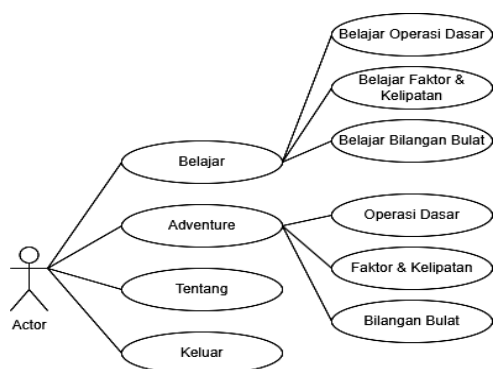 Belajar Operasi Dasar
Belajar Faktor &
Kelipatan
Belajar Bilangan Bulat
Belajar
Adventure
Operasi Dasar
Faktor & Kelipatan
Bilangan Bulat
Tentang
Keluar
Actor